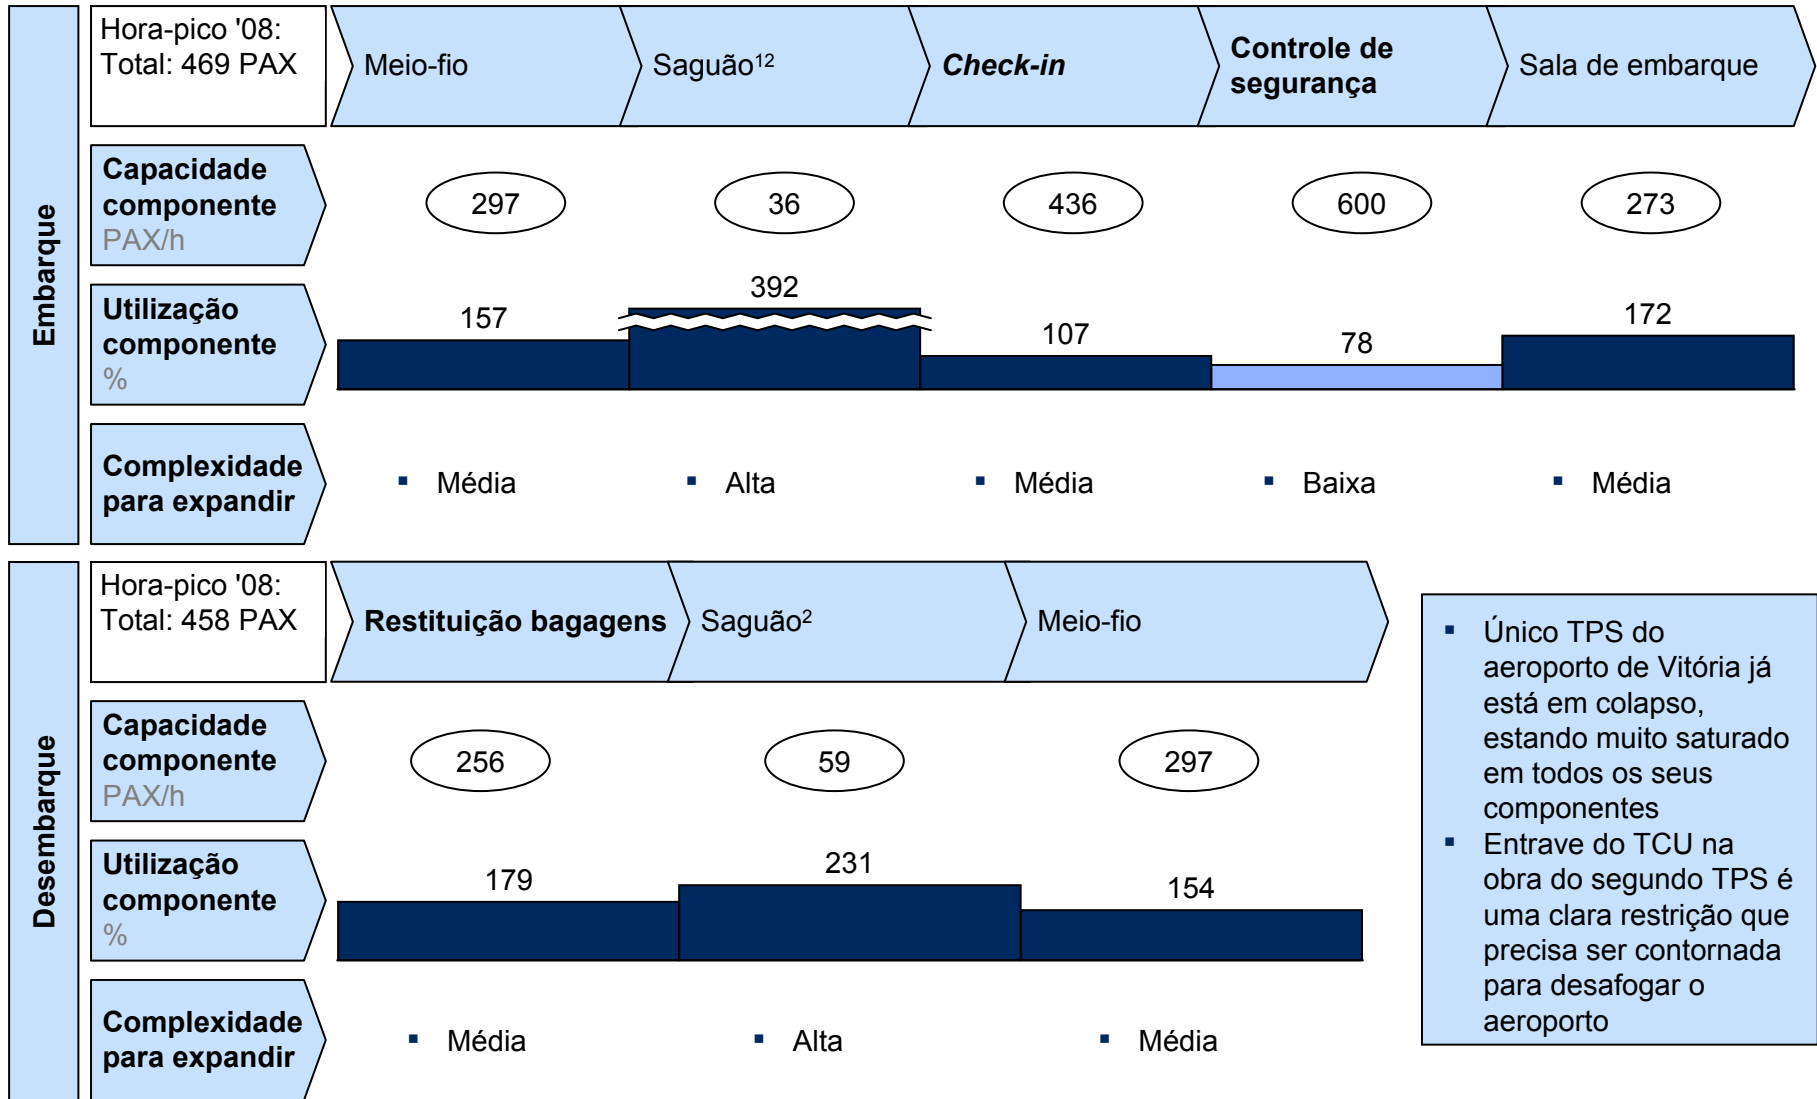 Embarque
Hora-pico '08:
Total: 469 PAX
Meio-fio
Saguão¹²
Check-in
Controle de
segurança
Sala de embarque
Capacidade
componente
PAX/h
297
36
436
600
273
Utilização
componente
%
157
392
107
78
172
Complexidade
para expandir
▪ Média
▪ Alta
▪ Média
▪ Baixa
▪ Média
Desembarque
Hora-pico '08:
Total: 458 PAX
Restituição bagagens
Saguão²
Meio-fio
Capacidade
componente
PAX/h
256
59
297
Utilização
componente
%
179
231
154
Complexidade
para expandir
▪ Média
▪ Alta
▪ Média
▪ Único TPS do
aeroporto de Vitória já
está em colapso,
estando muito saturado
em todos os seus
componentes
▪ Entrave do TCU na
obra do segundo TPS é
uma clara restrição que
precisa ser contornada
para desafogar o
aeroporto